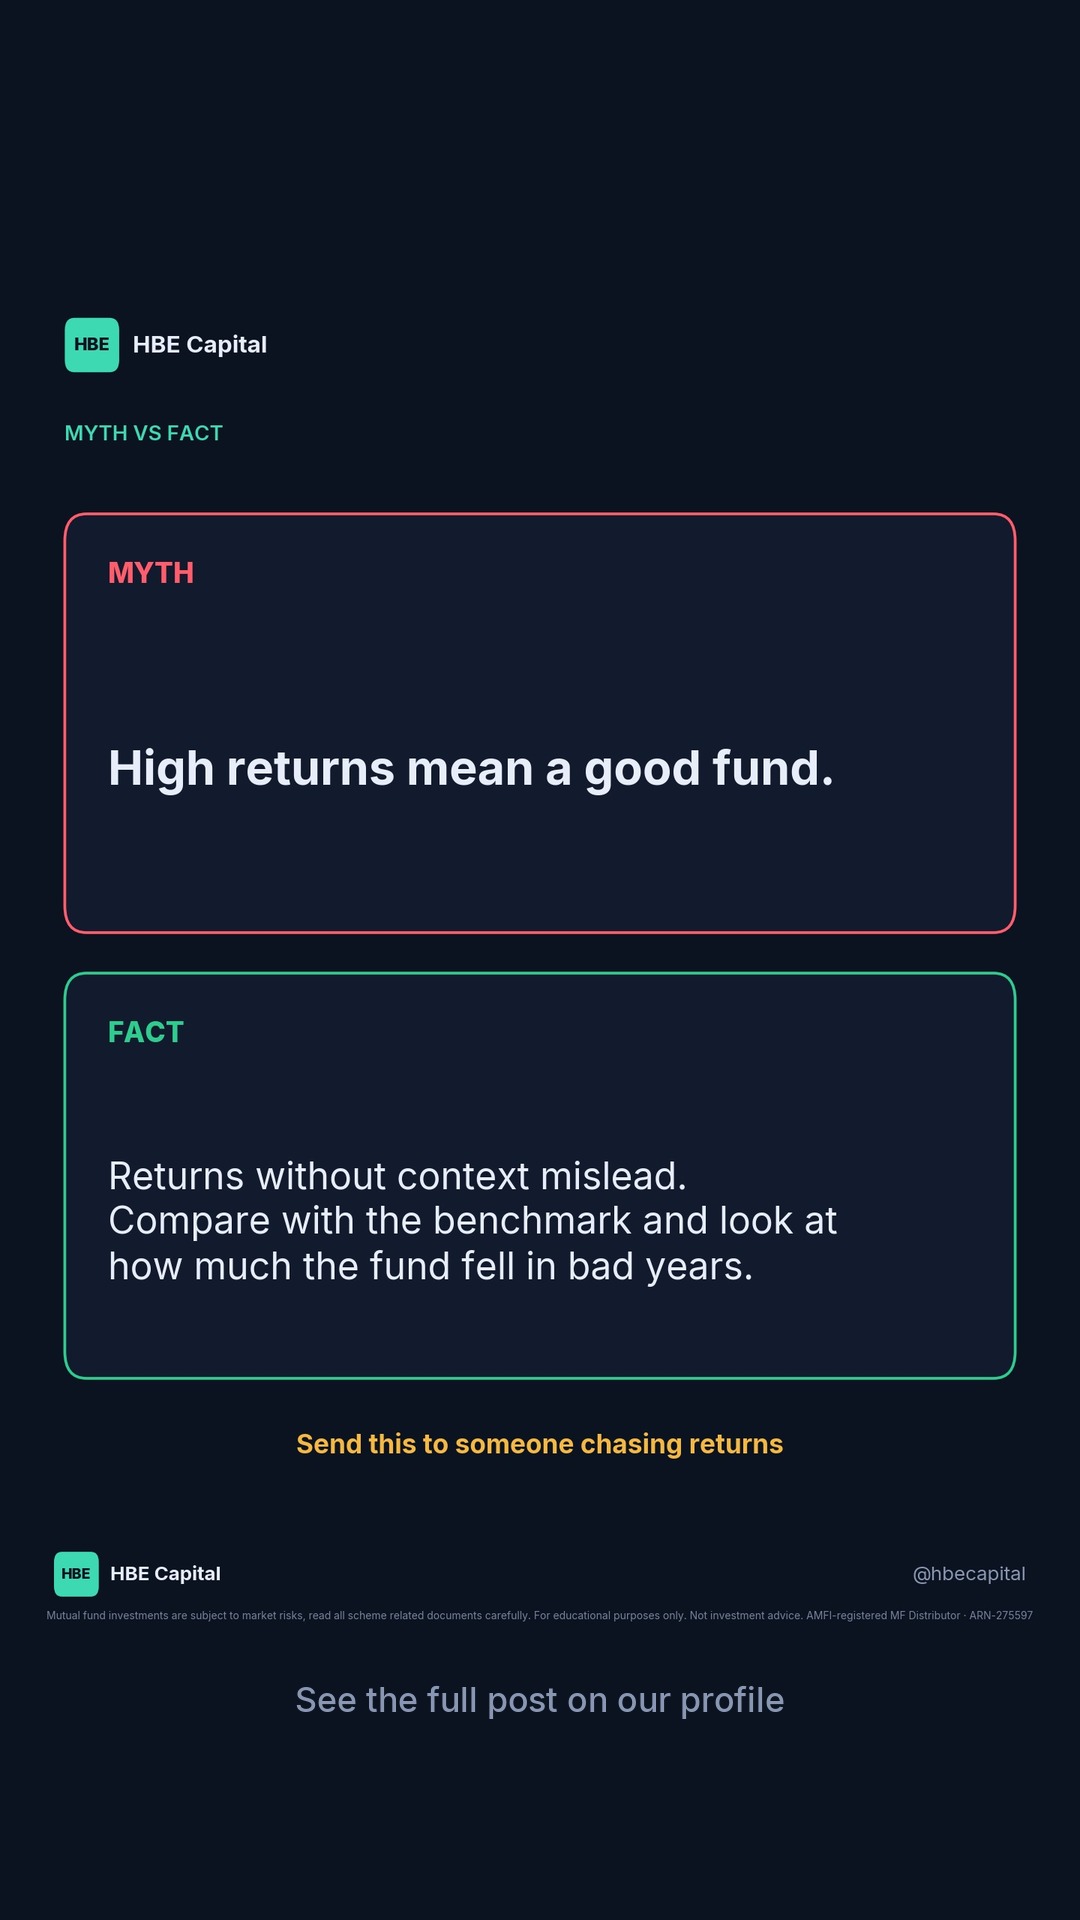 HBE HBE Capital
MYTH VS FACT
MYTH
High returns mean a good fund.
FACT
Returns without context mislead.
Compare with the benchmark and look at
how much the fund fell in bad years.
Send this to someone chasing returns
HBE HBE Capital @hbecapital
Mutual fund investments are subject to market risks, read all scheme related documents carefully. For educational purposes only. Not investment advice. AMFI-registered MF Distributor · ARN-275597
See the full post on our profile